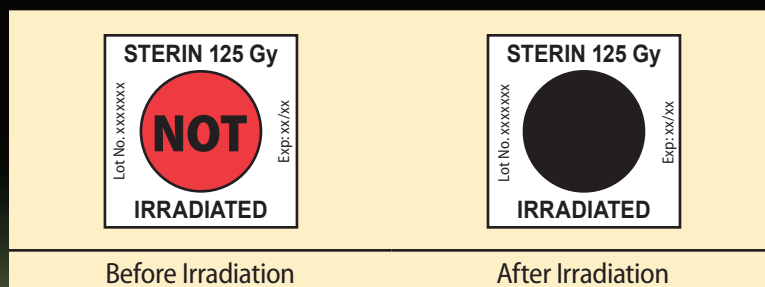 STERIN 125 Gy
Lot No. xxxxxxx
NOT
Exp: xx/xx
IRRADIATED
Before Irradiation
STERIN 125 Gy
Lot No. xxxxxxx
Exp: xx/xx
IRRADIATED
After Irradiation